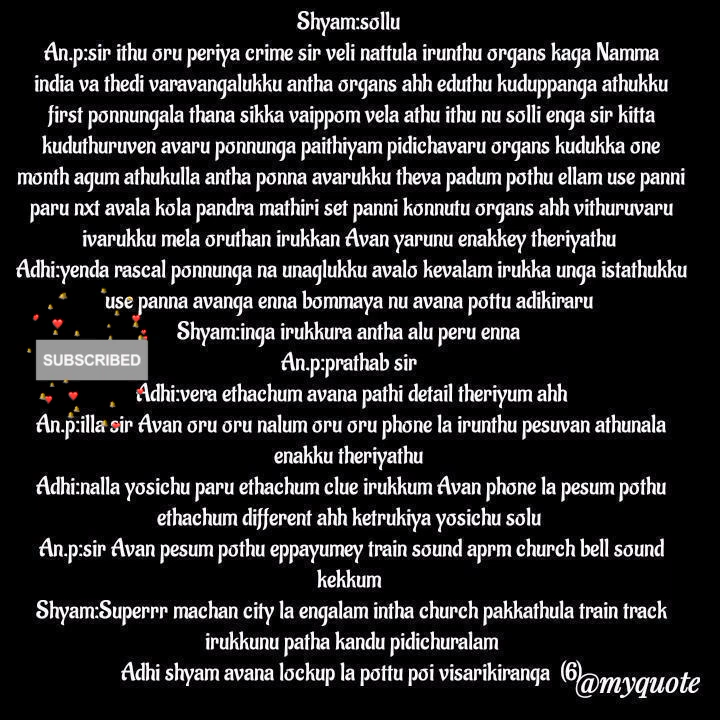 Shyam:sollu
An.p:sir ithu oru periya crime sir veli nattula irunthu organs kaga Namma
india va thedi varavangalukku antha organs ahh eduthu kuduppanga athukku
first ponnungala thana sikka vaippom vela athu ithu nu solli enga sir kitta
kuduthuruven avaru ponnunga paithiyam pidichavaru organs kudukka one
month agum athukulla antha ponna avarukku theva padum pothu ellam use panni
paru nxt avala kola pandra mathiri set panni konnutu organs ahh vithuruvaru
ivarukku mela oruthan irukkan Avan yarunu enakkey theriyathu
Adhi:yenda rascal ponnunga na unaglukku avalo kevalam irukka unga istathukku
use panna avanga enna bommaya nu avana pottu adikiraru
Shyam:inga irukkura antha alu peru enna
SUBSCRIBED
An.p:prathab sir
Adhi:vera ethachum avana pathi detail theriyum ahh
An.p:illa sir Avan oru oru nalum oru oru phone la irunthu pesuvan athunala
enakku theriyathu
Adhi:nalla yosichu paru ethachum clue irukkum Avan phone la pesum pothu
ethachum different ahh ketrukiya yosichu solu
An.p:sir Avan pesum pothu eppayumey train sound aprm church bell sound
kekkum
Shyam:Superrr machan city la engalam intha church pakkathula train track
irukkunu patha kandu pidichuralam
Adhi shyam avana lockup la pottu poi visarikiranga (6)
@myquote